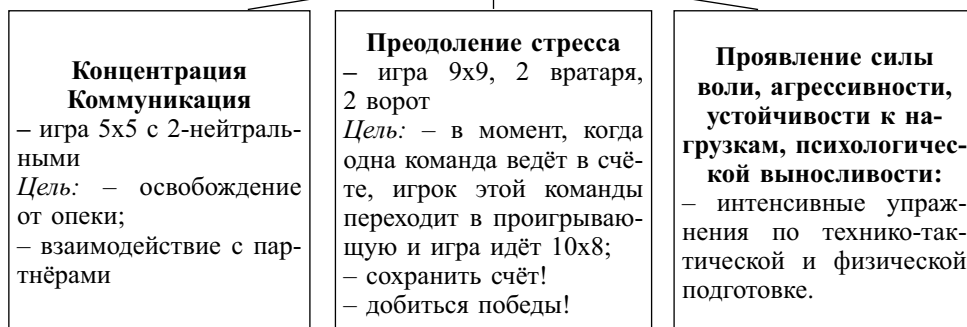 Концентрация
Коммуникация
– игра 5х5 с 2-нейтраль-
ными
Цель: – освобождение
от опеки;
– взаимодействие с пар-
тнёрами
Преодоление стресса
– игра 9х9, 2 вратаря,
2 ворот
Цель: – в момент, когда
одна команда ведёт в счё-
те, игрок этой команды
переходит в проигрываю-
щую и игра идёт 10х8;
– сохранить счёт!
– добиться победы!
Проявление силы
воли, агрессивности,
устойчивости к на-
грузкам, психологичес-
кой выносливости:
– интенсивные упраж-
нения по технико-так-
тической и физической
подготовке.